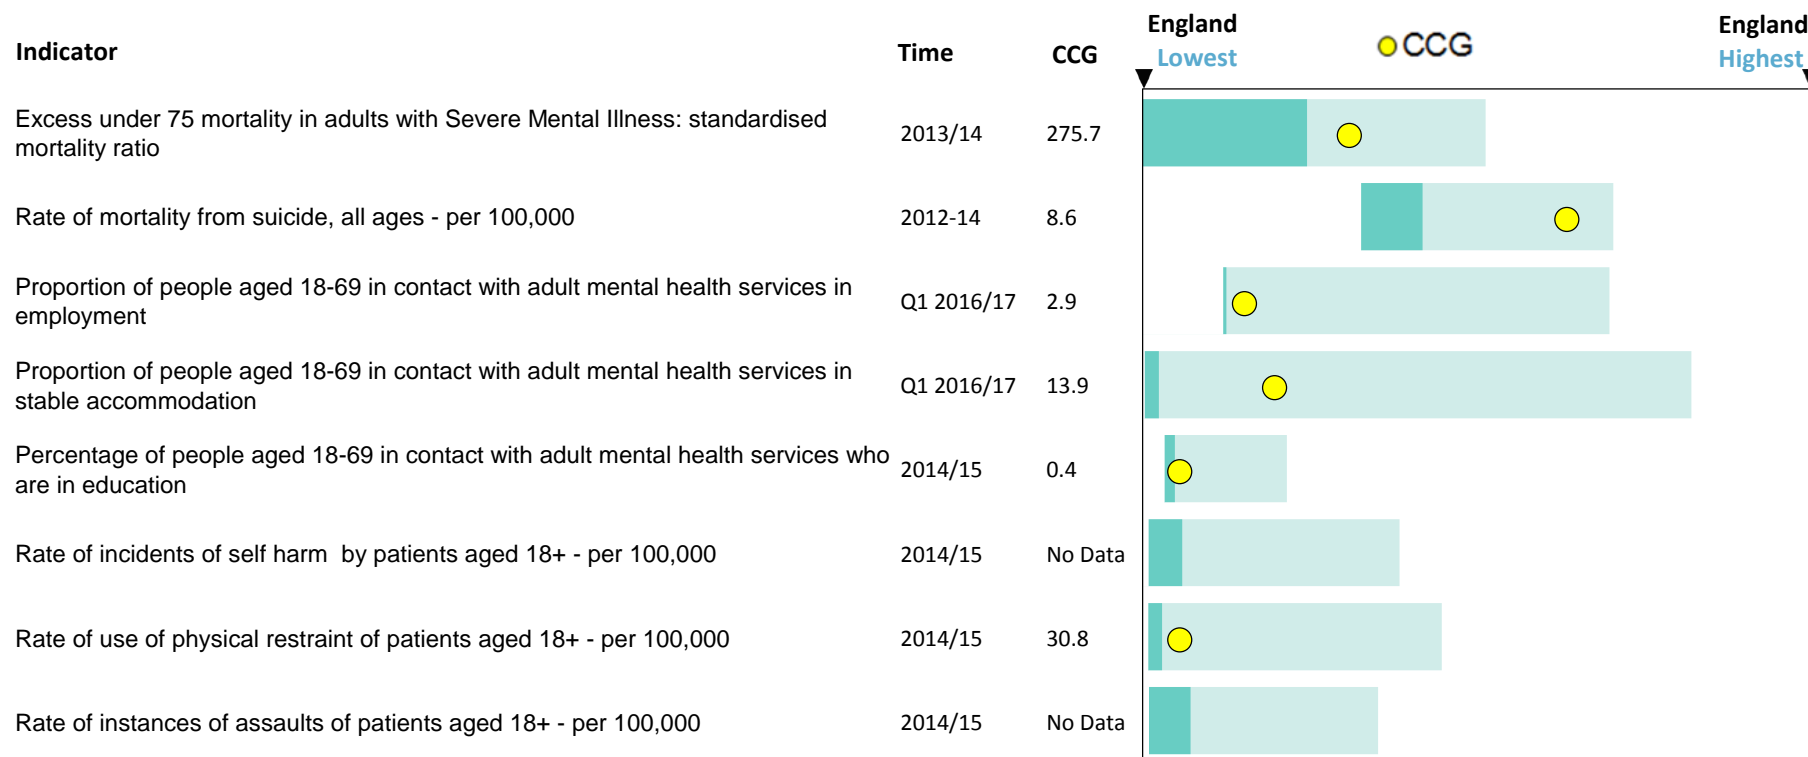 England England
Indicator Time CCG Lowest CCG Highest
Excess under 75 mortality in adults with Severe Mental Illness: standardised
mortality ratio 2013/14 275.7
Rate of mortality from suicide, all ages - per 100,000 2012-14 8.6
Proportion of people aged 18-69 in contact with adult mental health services in
employment Q1 2016/17 2.9
Proportion of people aged 18-69 in contact with adult mental health services in
stable accommodation Q1 2016/17 13.9
Percentage of people aged 18-69 in contact with adult mental health services who
are in education 2014/15 0.4
Rate of incidents of self harm  by patients aged 18+ - per 100,000 2014/15 No Data
Rate of use of physical restraint of patients aged 18+ - per 100,000 2014/15 30.8
Rate of instances of assaults of patients aged 18+ - per 100,000 2014/15 No Data